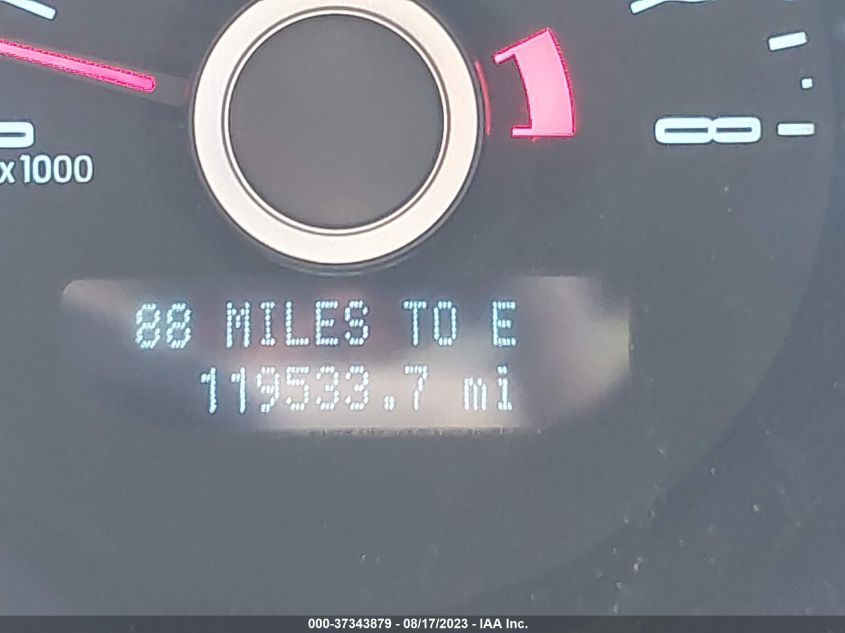 x1000
88 MILES TO E
119533.7 mi
000-37343879 - 08/17/2023 - IAA Inc.